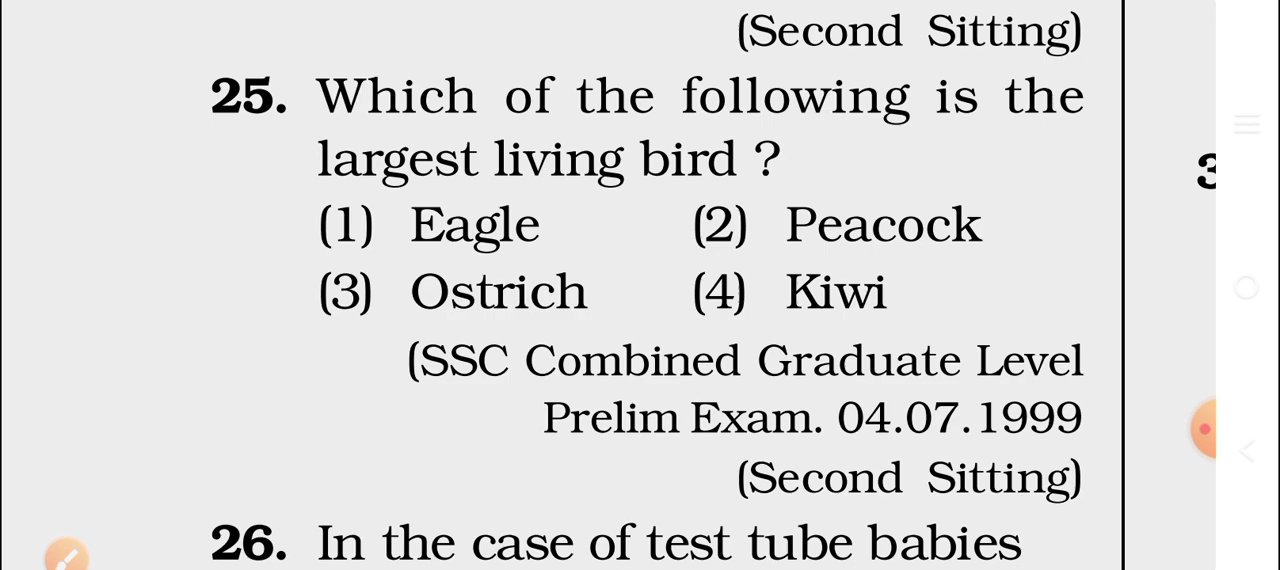 (Second Sitting)
25. Which of the following is the
largest living bird ?
(1) Eagle (2) Peacock
(3) Ostrich (4) Kiwi
(SSC Combined Graduate Level
Prelim Exam. 04.07.1999
(Second Sitting)
26. In the case of test tube babies
3